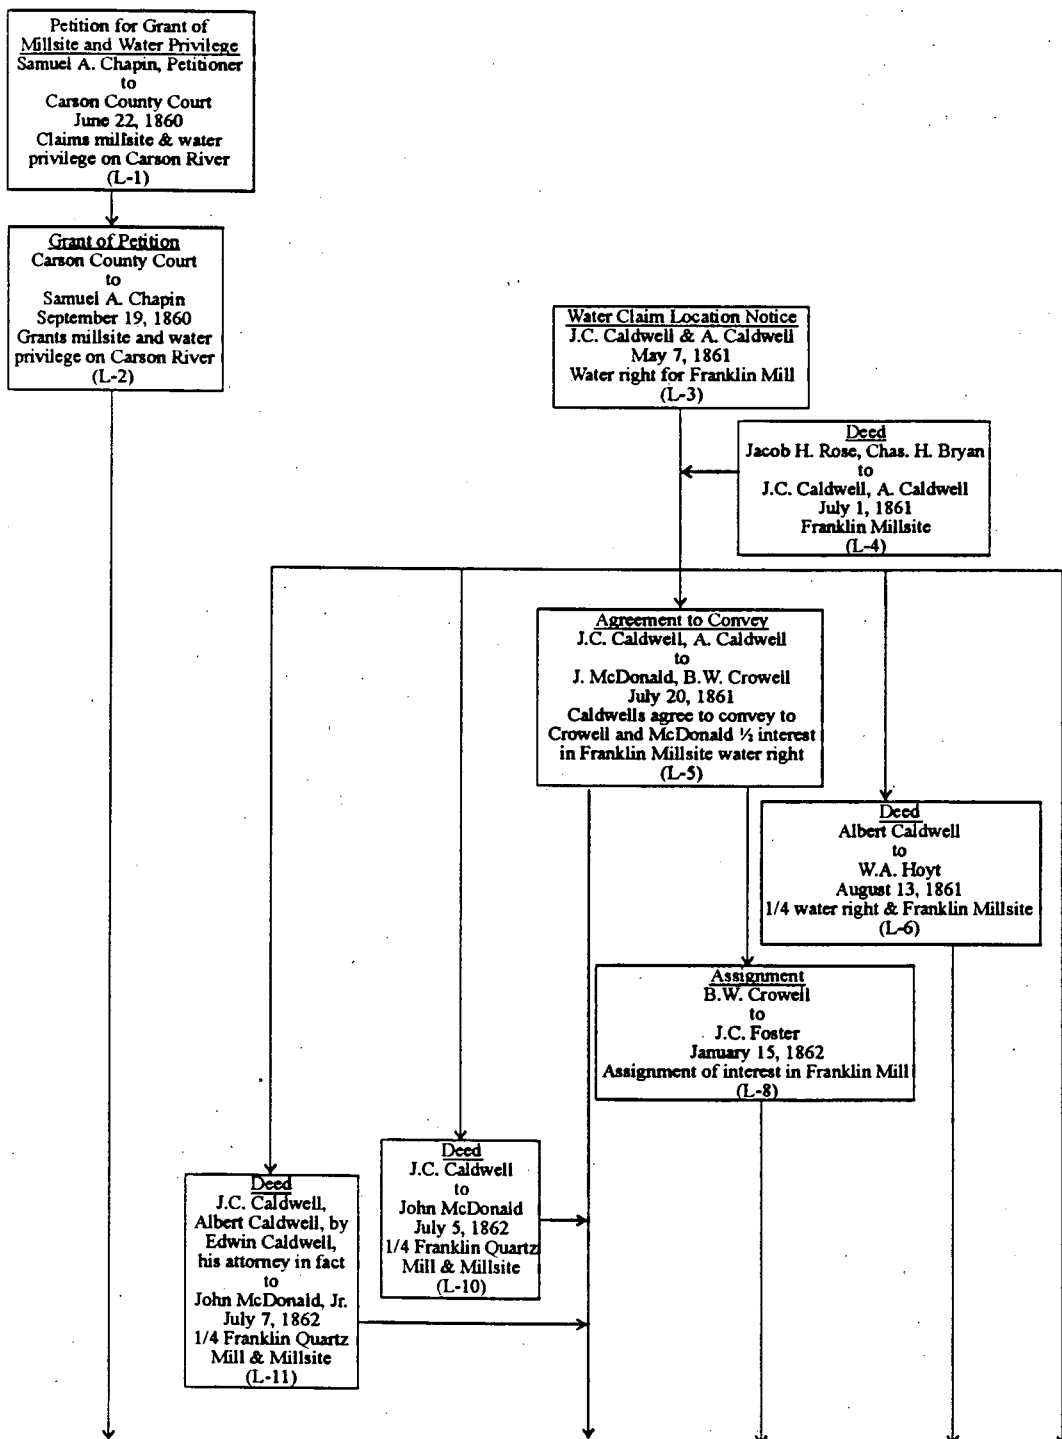 Petition for Grant of
Millsite and Water Privilege
Samuel A. Chapin, Petitioner
to
Carson County Court
June 22, 1860
Claims millsite & water
privilege on Carson River
(L-1)
Grant of Petition
Carson County Court
to
Samuel A. Chapin
September 19, 1860
Grants millsite and water
privilege on Carson River
(L-2)
Water Claim Location Notice
J.C. Caldwell & A. Caldwell
May 7, 1861
Water right for Franklin Mill
(L-3)
Deed
Jacob H. Rose, Chas. H. Bryan
to
J.C. Caldwell, A. Caldwell
July 1, 1861
Franklin Millsite
(L-4)
Agreement to Convey
J.C. Caldwell, A. Caldwell
to
J. McDonald, B.W. Crowell
July 20, 1861
Caldwells agree to convey to
Crowell and McDonald ½ interest
in Franklin Millsite water right
(L-5)
Deed
Albert Caldwell
to
W.A. Hoyt
August 13, 1861
1/4 water right & Franklin Millsite
(L-6)
Assignment
B.W. Crowell
to
J.C. Foster
January 15, 1862
Assignment of interest in Franklin Mill
(L-8)
Deed
J.C. Caldwell
to
John McDonald
July 5, 1862
1/4 Franklin Quartz
Mill & Millsite
(L-10)
Deed
J.C. Caldwell,
Albert Caldwell, by
Edwin Caldwell,
his attorney in fact
to
John McDonald, Jr.
July 7, 1862
1/4 Franklin Quartz
Mill & Millsite
(L-11)